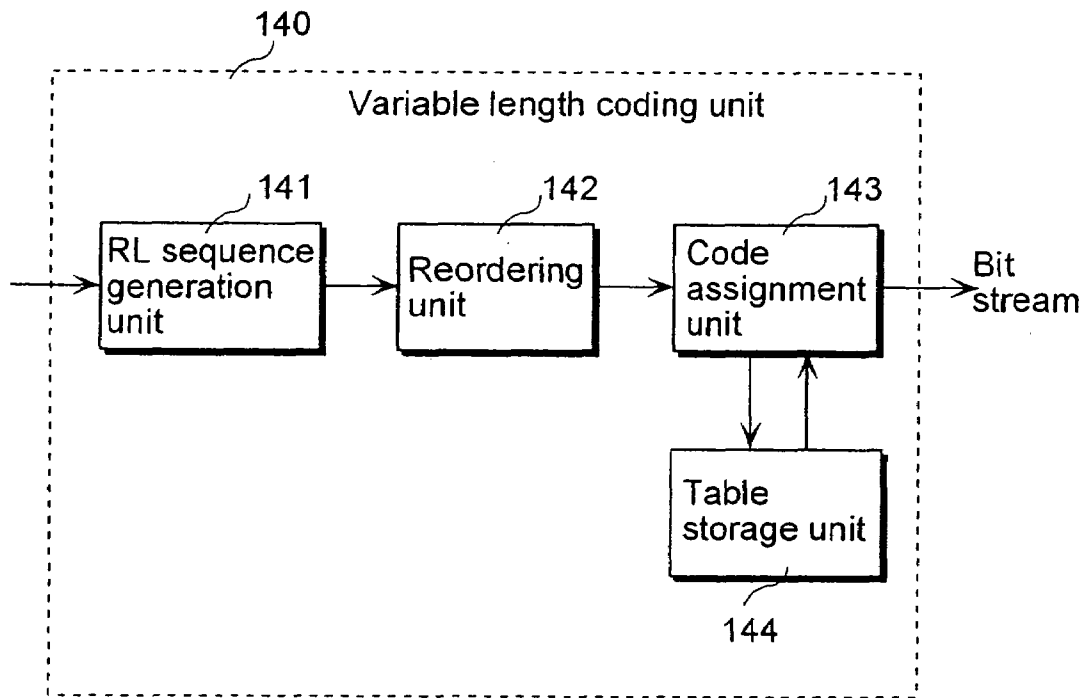 140
Variable length coding unit
141
142
143
RL sequence
generation
unit
Reordering
unit
Code
assignment
unit
Bit
stream
Table
storage unit
144